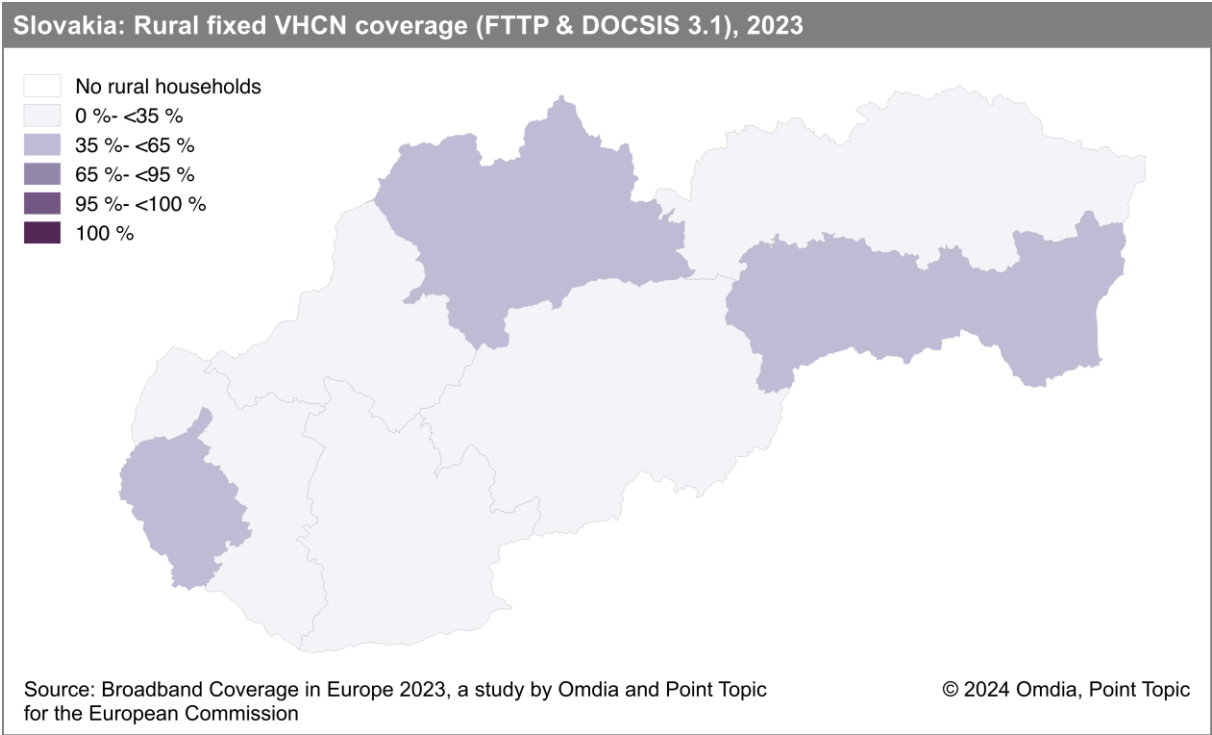 Slovakia: Rural fixed VHCN coverage (FTTP & DOCSIS 3.1), 2023
No rural households
0 %- <35 %
35 %- <65 %
65 %- <95 %
95 %- <100 %
100 %
Source: Broadband Coverage in Europe 2023, a study by Omdia and Point Topic
for the European Commission
© 2024 Omdia, Point Topic